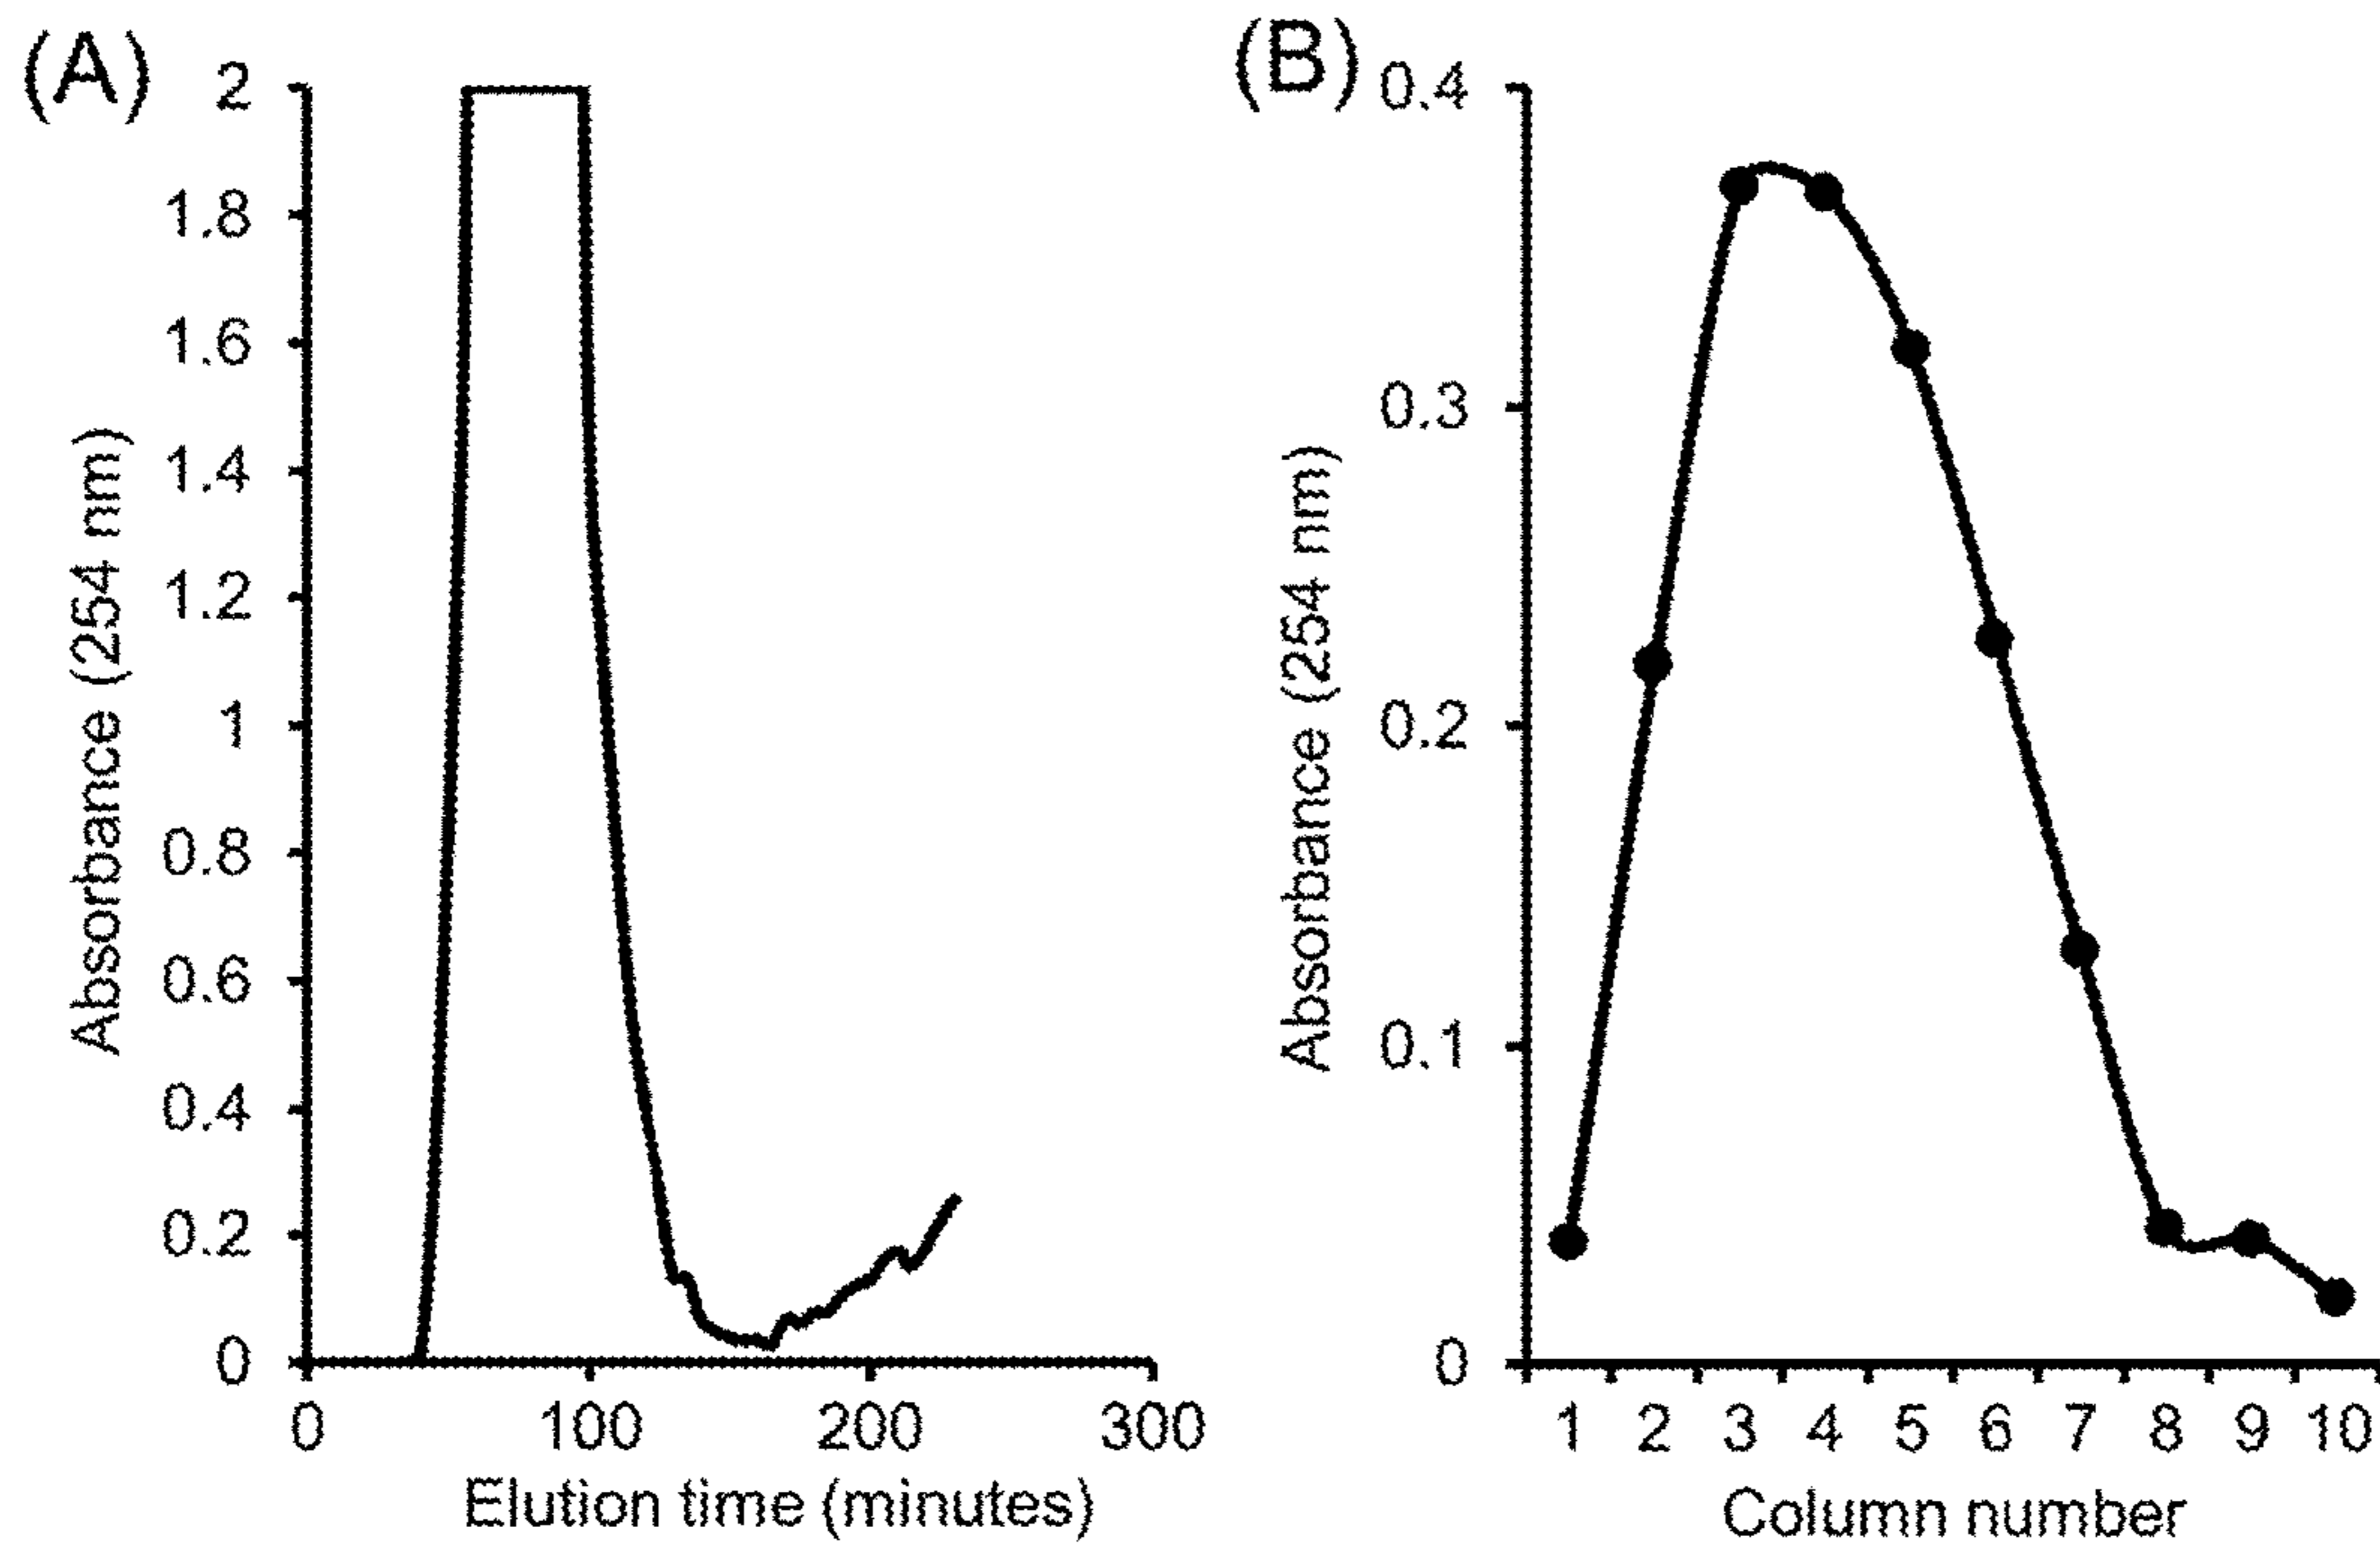 (A)
Absorbance (254 nm)
2
1.8
1.6
1.4
1.2
1
0.8
0.6
0.4
0.2
0
0 100 200 300
Elution time (minutes)
(B)
Absorbance (254 nm)
0.4
0.3
0.2
0.1
0
1 2 3 4 5 6 7 8 9 10
Column number